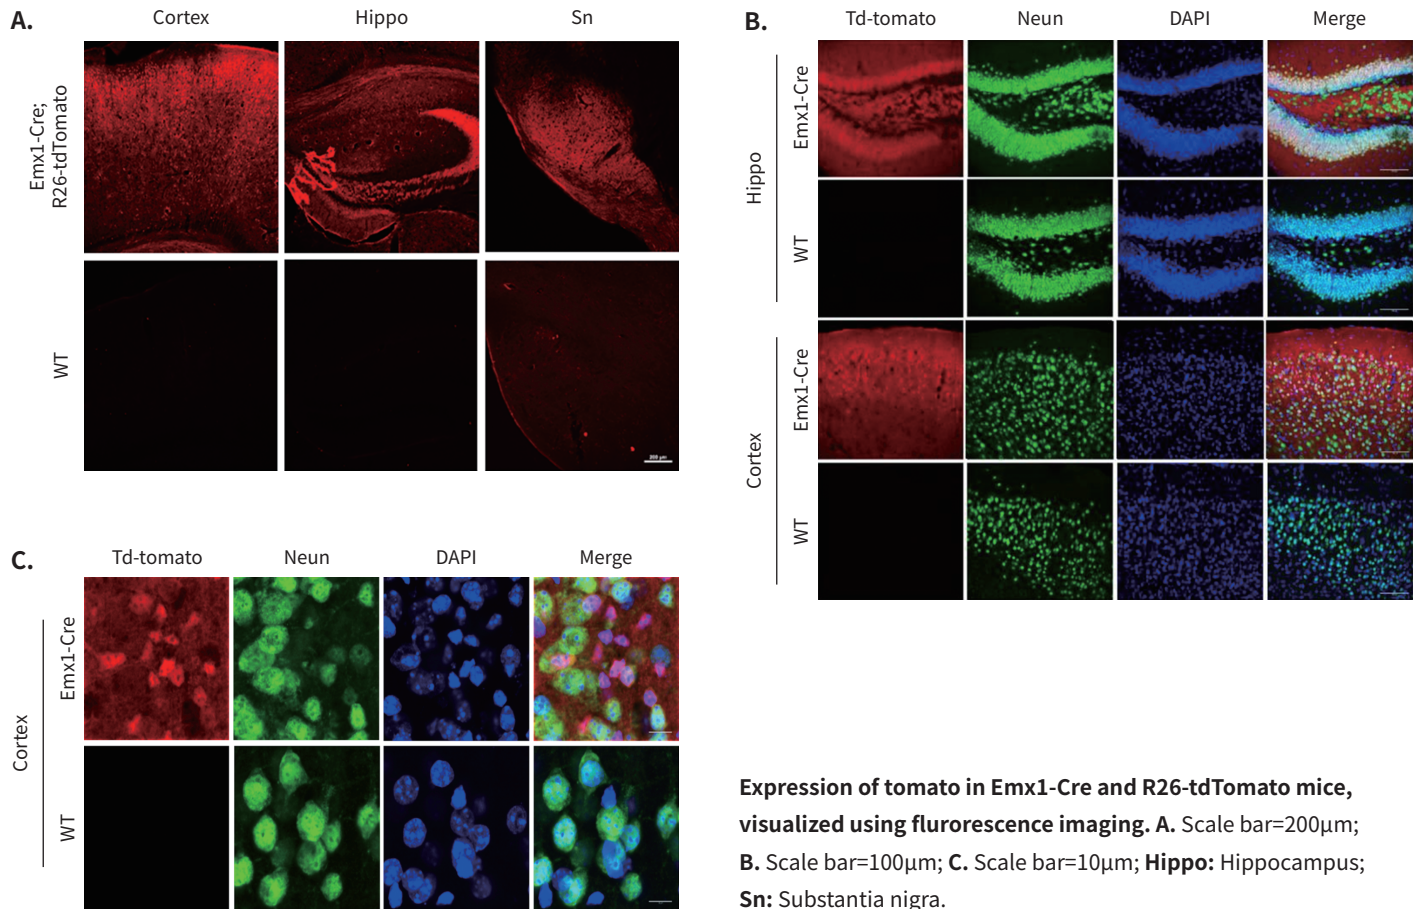 A.
Cortex
Hippo
Sn
Emx1-Cre;
R26-tdTomato
WT
200 μm
B.
Td-tomato
Neun
DAPI
Merge
Hippo
Emx1-Cre
WT
Cortex
Emx1-Cre
WT
C.
Td-tomato
Neun
DAPI
Merge
Cortex
Emx1-Cre
WT
Expression of tomato in Emx1-Cre and R26-tdTomato mice,
visualized using flurorescence imaging. A. Scale bar=200μm;
B. Scale bar=100μm; C. Scale bar=10μm; Hippo: Hippocampus;
Sn: Substantia nigra.